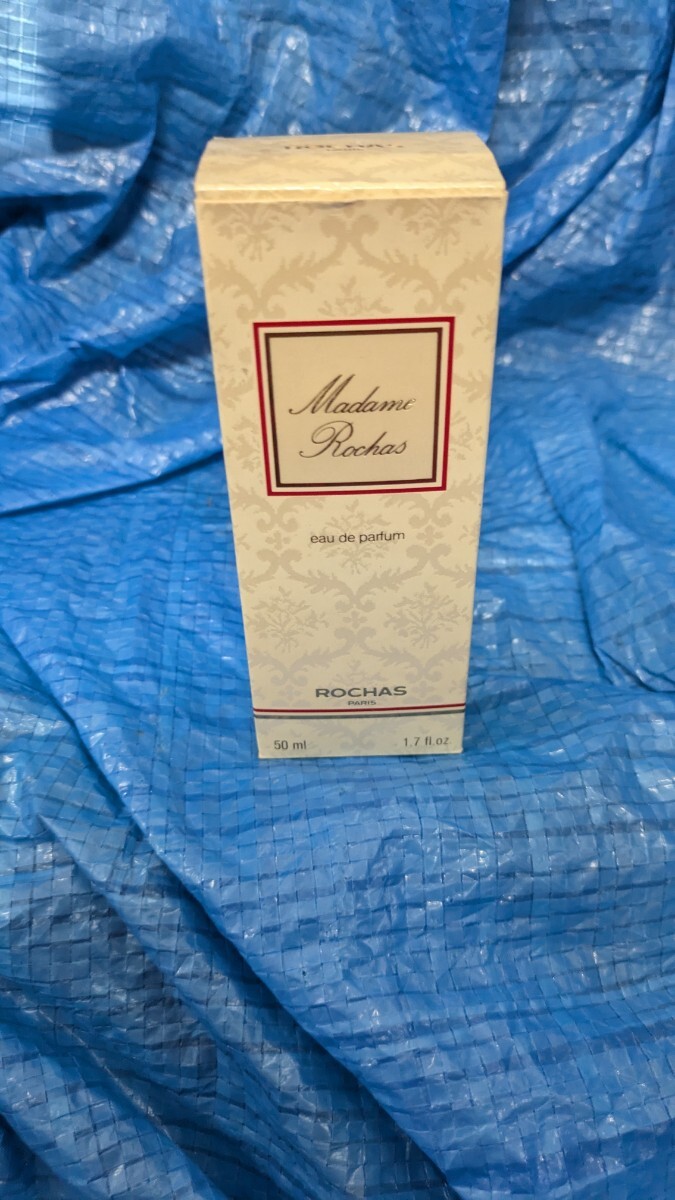 Madame
Rochas
eau de parfum
ROCHAS
PARIS
50 ml 1.7 fl.oz.